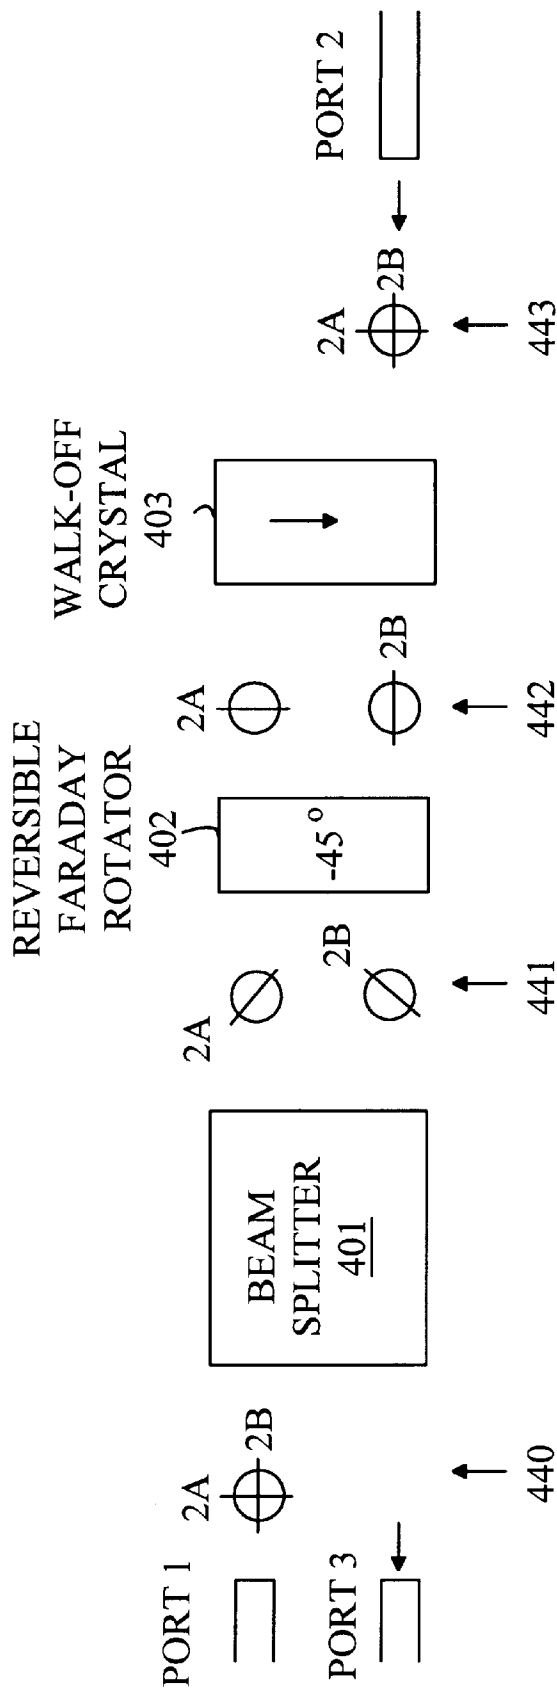 PORT 1
PORT 3
2A
2B
440
BEAM
SPLITTER
401
2A
2B
441
REVERSIBLE
FARADAY
ROTATOR
402
-45°
2A
2B
442
WALK-OFF
CRYSTAL
403
2A
2B
443
PORT 2